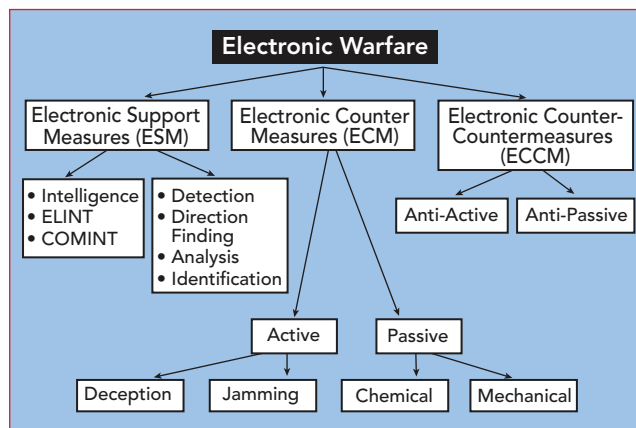 Electronic Warfare
Electronic Support
Measures (ESM)
Electronic Counter
Measures (ECM)
Electronic Counter-
Countermeasures
(ECCM)
• Intelligence
• ELINT
• COMINT
• Detection
• Direction
Finding
• Analysis
• Identification
Anti-Active
Anti-Passive
Active
Passive
Deception
Jamming
Chemical
Mechanical